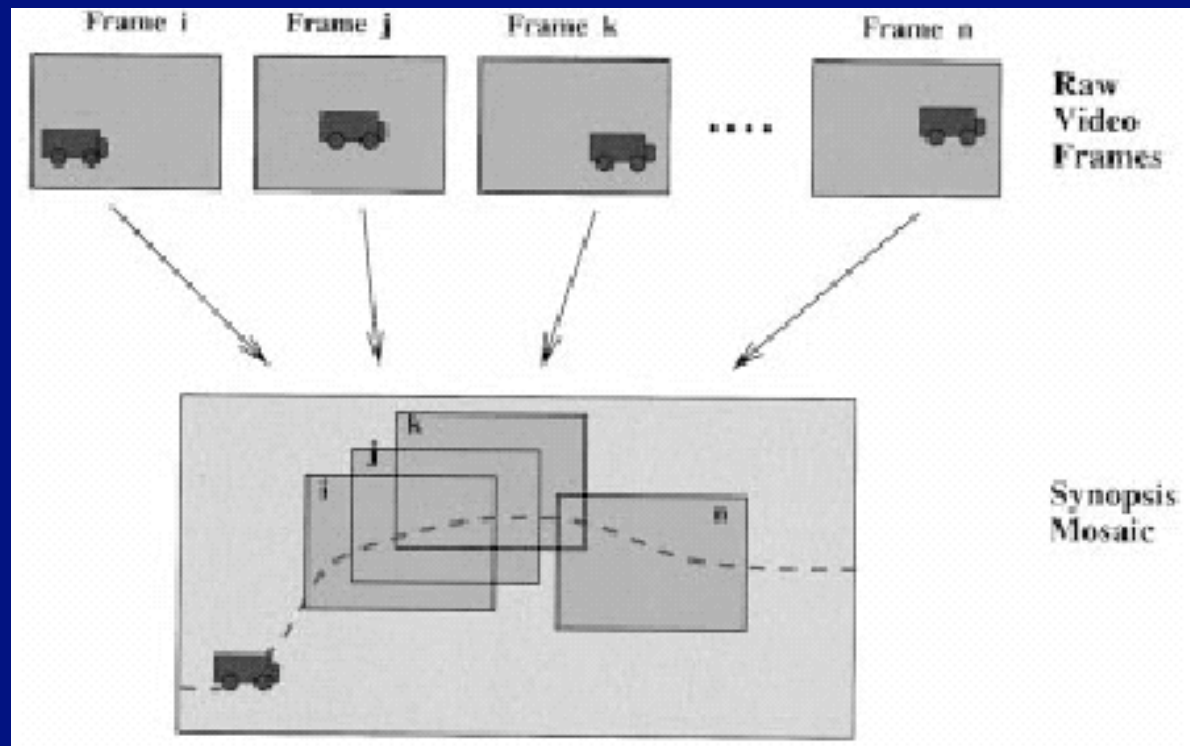 Frame i
Frame j
Frame k
Frame n
Raw
Video
Frames
k
j
i
n
Synopsis
Mosaic